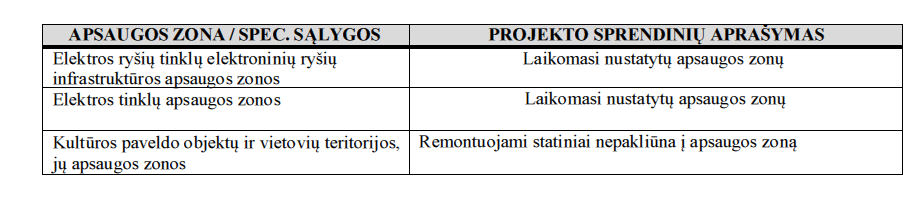 APSAUGOS ZONA / SPEC. SĄLYGOS
PROJEKTO SPRENDINIŲ APRAŠYMAS
Elektros ryšių tinklų elektroninių ryšių
infrastruktūros apsaugos zonos
Laikomasi nustatytų apsaugos zonų
Elektros tinklų apsaugos zonos
Laikomasi nustatytų apsaugos zonų
Kultūros paveldo objektų ir vietovių teritorijos,
jų apsaugos zonos
Remontuojami statiniai nepakliūna į apsaugos zoną